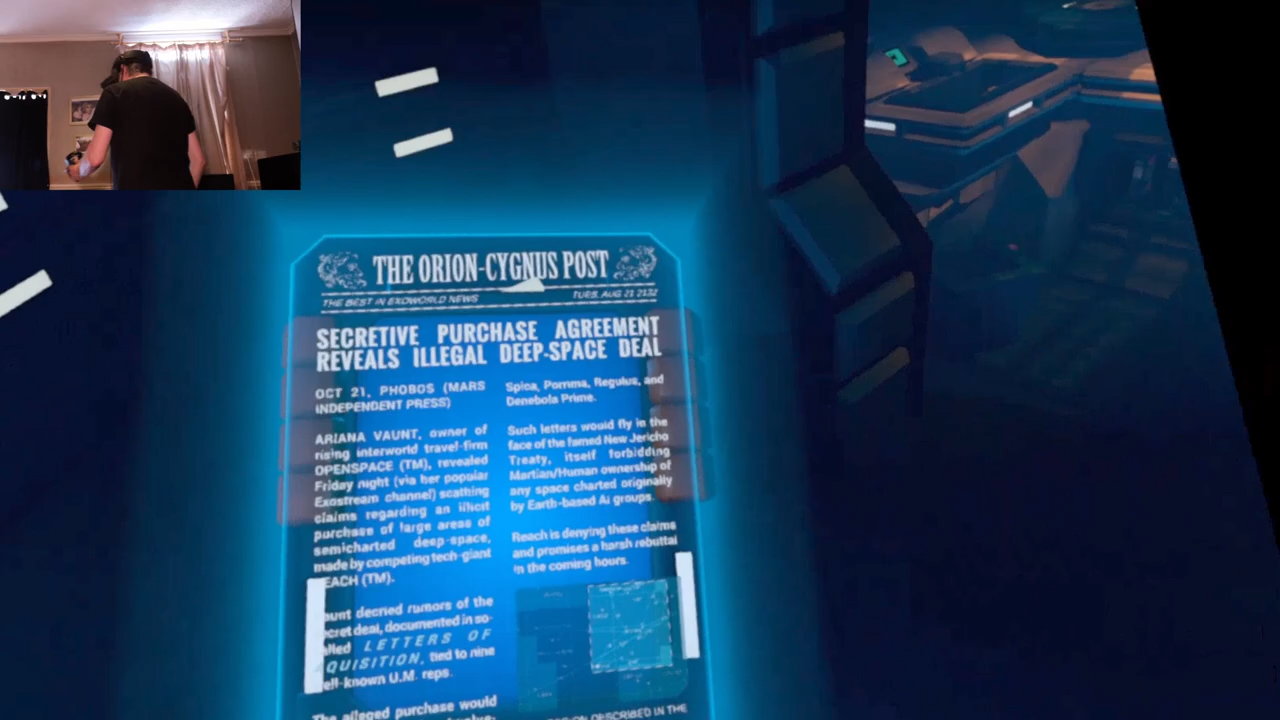 THE ORION-CYGNUS POST
THE BEST IN EXOWORLD NEWS
TUES, AUG 21 2132
SECRETIVE PURCHASE AGREEMENT
REVEALS ILLEGAL DEEP-SPACE DEAL
OCT 21, PHOBOS (MARS
INDEPENDENT PRESS)
ARIANA VAUNT, owner of
rising interworld travel-firm
OPENSPACE (TM), revealed
Friday night (via her popular
Exostream channel) scathing
claims regarding an illicit
purchase of large areas of
semicharted deep-space,
made by competing tech-giant
EACH (TM).
aunt decried rumors of the
cret deal, documented in so-
alled LETTERS OF
QUISITION, tied to nine
ell-known U.M. reps.
The alleged purchase would
Spica, Porrima, Regulus, and
Denebola Prime.
Such letters would fly in the
face of the famed New Jericho
Treaty, itself forbidding
Martian/Human ownership of
any space charted originally
by Earth-based Ai groups.
Reach is denying these claims
and promises a harsh rebuttal
in the coming hours.
DESCRIBED IN THE